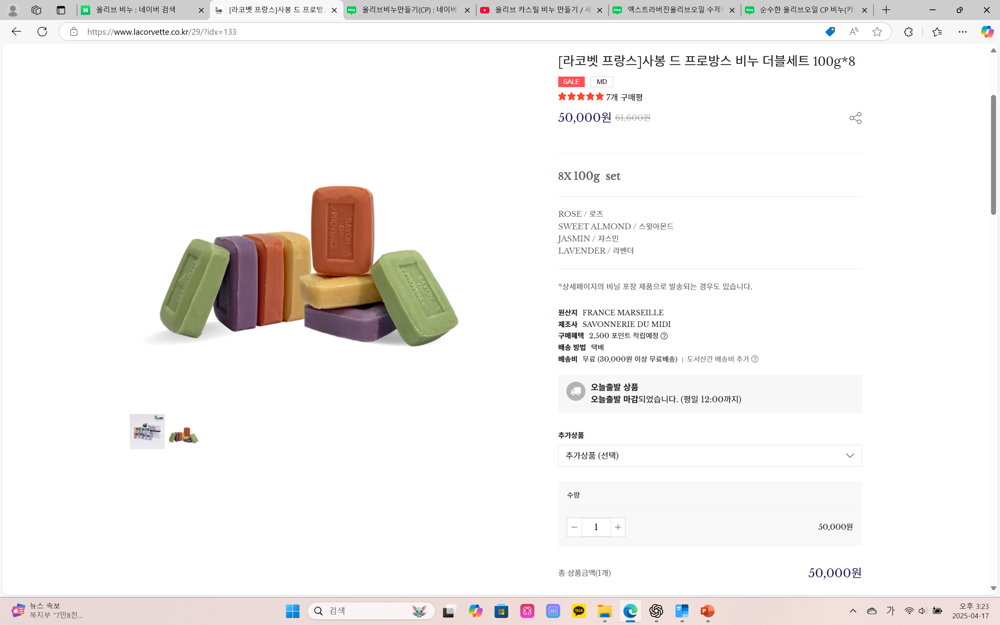 올리브 비누 : 네이버 검색
[라코벳 프랑스]사봉 드 프로방스
올리브비누만들기(CP) : 네이버
올리브 카스틸 비누 만들기 / 세
엑스트라버진올리브오일 수제비
순수한 올리브오일 CP 비누(카스
https://www.lacorvette.co.kr/29/?idx=133
[라코벳 프랑스]사봉 드 프로방스 비누 더블세트 100g*8
SALE MD
7개 구매평
50,000원 61,600원
8X 100g set
ROSE / 로즈
SWEET ALMOND / 스윗아몬드
JASMIN / 쟈스민
LAVENDER / 라벤더
*상세페이지의 비닐 포장 제품으로 발송되는 경우도 있습니다.
원산지 FRANCE MARSEILLE
제조사 SAVONNERIE DU MIDI
구매혜택 2,500 포인트 적립예정
배송 방법 택배
배송비 무료 (30,000원 이상 무료배송) | 도서산간 배송비 추가
오늘출발 상품
오늘출발 마감되었습니다. (평일 12:00까지)
추가상품
추가상품 (선택)
수량
1
50,000원
총 상품금액(1개)
50,000원
SAVON
DE
PROVENCE
SAVON
DE
PROVENCE
LA
CORVETTE
뉴스 속보
복지부 "7만8천...
검색
TALK
가
오후 3:23
2025-04-17